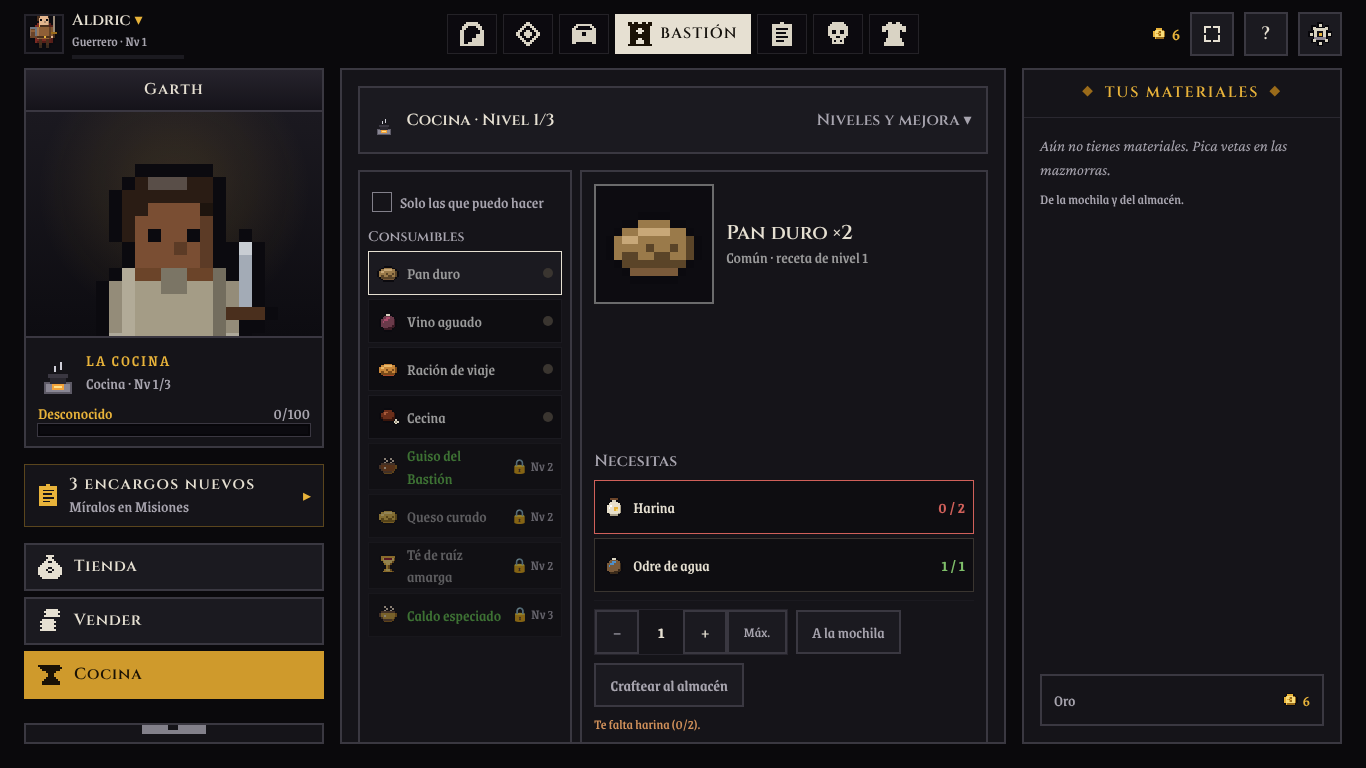 Aldric ▾
Guerrero · Nv 1
Bastión
6
?
Garth
La Cocina
Cocina · Nv 1/3
Desconocido 0/100
3 encargos nuevos
Míralos en Misiones
Tienda
Vender
Cocina
Cocina · Nivel 1/3
Niveles y mejora ▾
Solo las que puedo hacer
Consumibles
Pan duro
Vino aguado
Ración de viaje
Cecina
Guiso del
Bastión
Nv 2
Queso curado
Nv 2
Té de raíz
amarga
Nv 2
Caldo especiado
Nv 3
Pan duro ×2
Común · receta de nivel 1
Necesitas
Harina 0 / 2
Odre de agua 1 / 1
− 1 + Máx. A la mochila
Craftear al almacén
Te falta harina (0/2).
TUS MATERIALES
Aún no tienes materiales. Pica vetas en las
mazmorras.
De la mochila y del almacén.
Oro 6